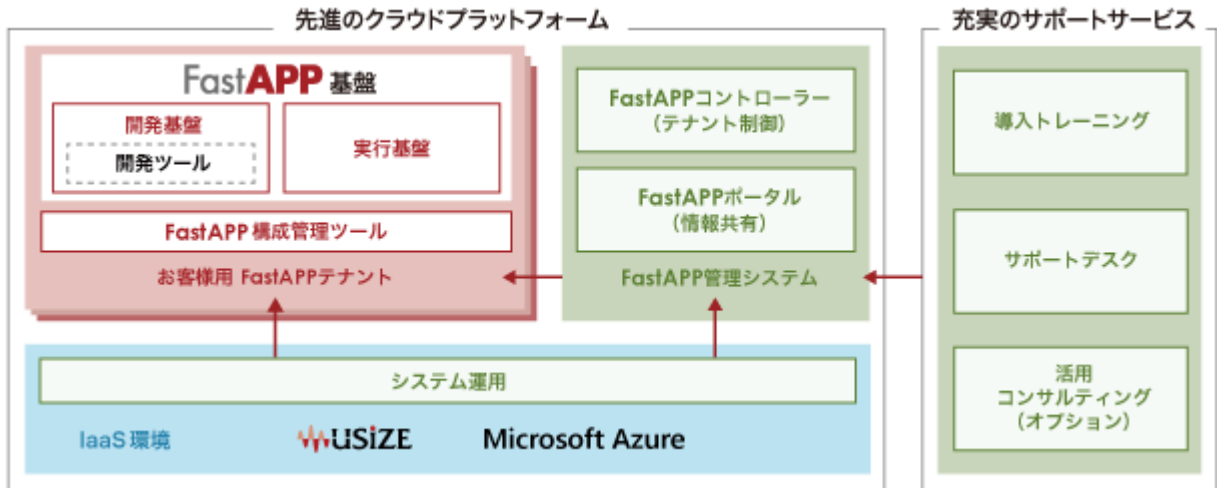 先進のクラウドプラットフォーム
FastAPP 基盤
開発基盤
開発ツール
実行基盤
FastAPP 構成管理ツール
お客様用 FastAPPテナント
FastAPPコントローラー
（テナント制御）
FastAPPポータル
（情報共有）
FastAPP管理システム
システム運用
IaaS 環境
USiZE
Microsoft Azure
充実のサポートサービス
導入トレーニング
サポートデスク
活用
コンサルティング
（オプション）